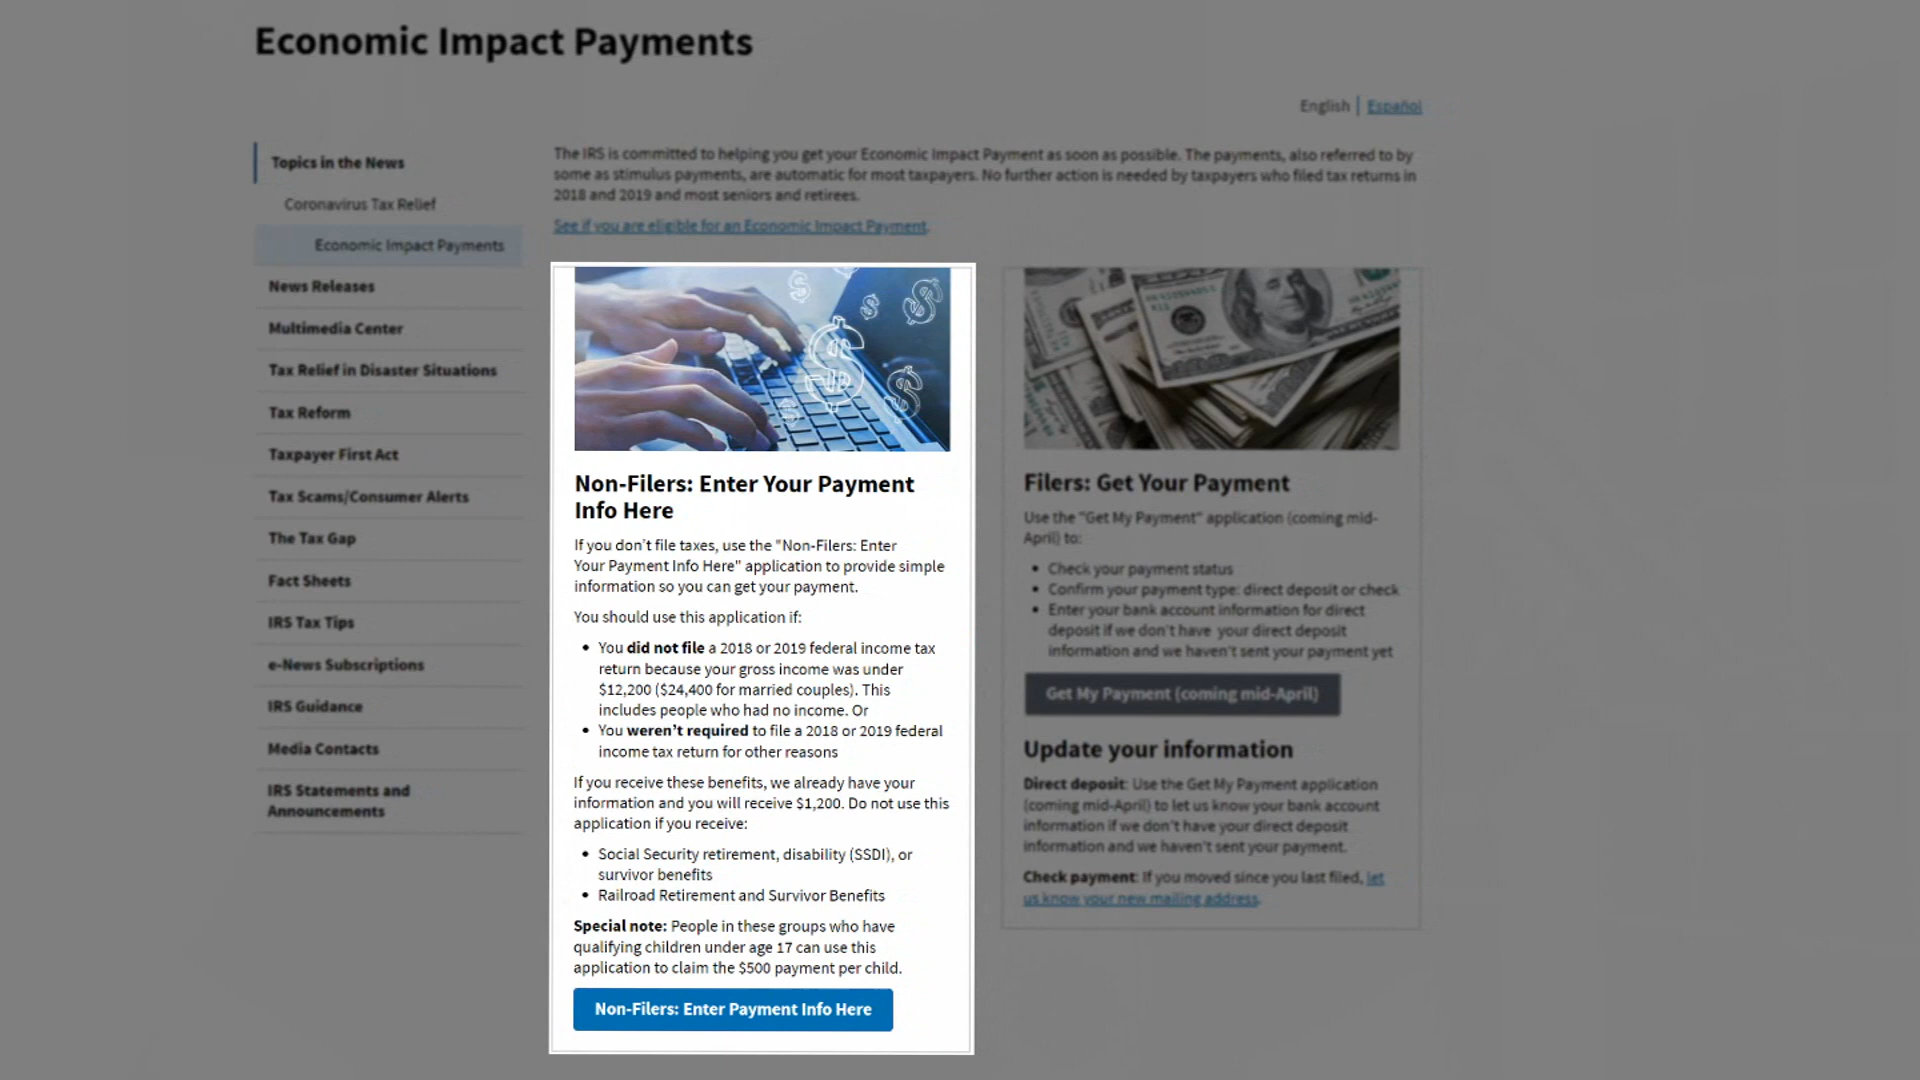 Economic Impact Payments
English | Español
Topics in the News
Coronavirus Tax Relief
Economic Impact Payments
News Releases
Multimedia Center
Tax Relief in Disaster Situations
Tax Reform
Taxpayer First Act
Tax Scams/Consumer Alerts
The Tax Gap
Fact Sheets
IRS Tax Tips
e-News Subscriptions
IRS Guidance
Media Contacts
IRS Statements and
Announcements
The IRS is committed to helping you get your Economic Impact Payment as soon as possible. The payments, also referred to by
some as stimulus payments, are automatic for most taxpayers. No further action is needed by taxpayers who filed tax returns in
2018 and 2019 and most seniors and retirees.
See if you are eligible for an Economic Impact Payment.
Non-Filers: Enter Your Payment
Info Here
If you don't file taxes, use the "Non-Filers: Enter
Your Payment Info Here" application to provide simple
information so you can get your payment.
You should use this application if:
• You did not file a 2018 or 2019 federal income tax
return because your gross income was under
$12,200 ($24,400 for married couples). This
includes people who had no income. Or
• You weren't required to file a 2018 or 2019 federal
income tax return for other reasons
If you receive these benefits, we already have your
information and you will receive $1,200. Do not use this
application if you receive:
• Social Security retirement, disability (SSDI), or
survivor benefits
• Railroad Retirement and Survivor Benefits
Special note: People in these groups who have
qualifying children under age 17 can use this
application to claim the $500 payment per child.
Non-Filers: Enter Payment Info Here
Filers: Get Your Payment
Use the "Get My Payment" application (coming mid-
April) to:
• Check your payment status
• Confirm your payment type: direct deposit or check
• Enter your bank account information for direct
deposit if we don't have your direct deposit
information and we haven't sent your payment yet
Get My Payment (coming mid-April)
Update your information
Direct deposit: Use the Get My Payment application
(coming mid-April) to let us know your bank account
information if we don't have your direct deposit
information and we haven't sent your payment.
Check payment: If you moved since you last filed, let
us know your new mailing address.